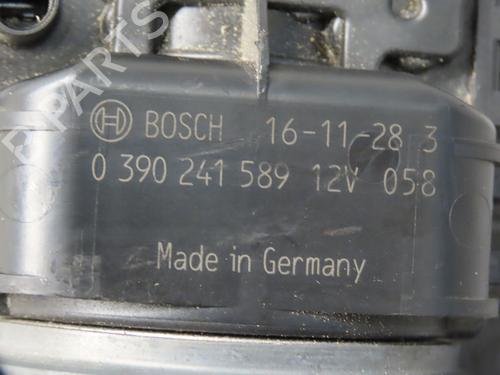 BOSCH 16-11-28 3
0 390 241 589 12V 058
Made in Germany